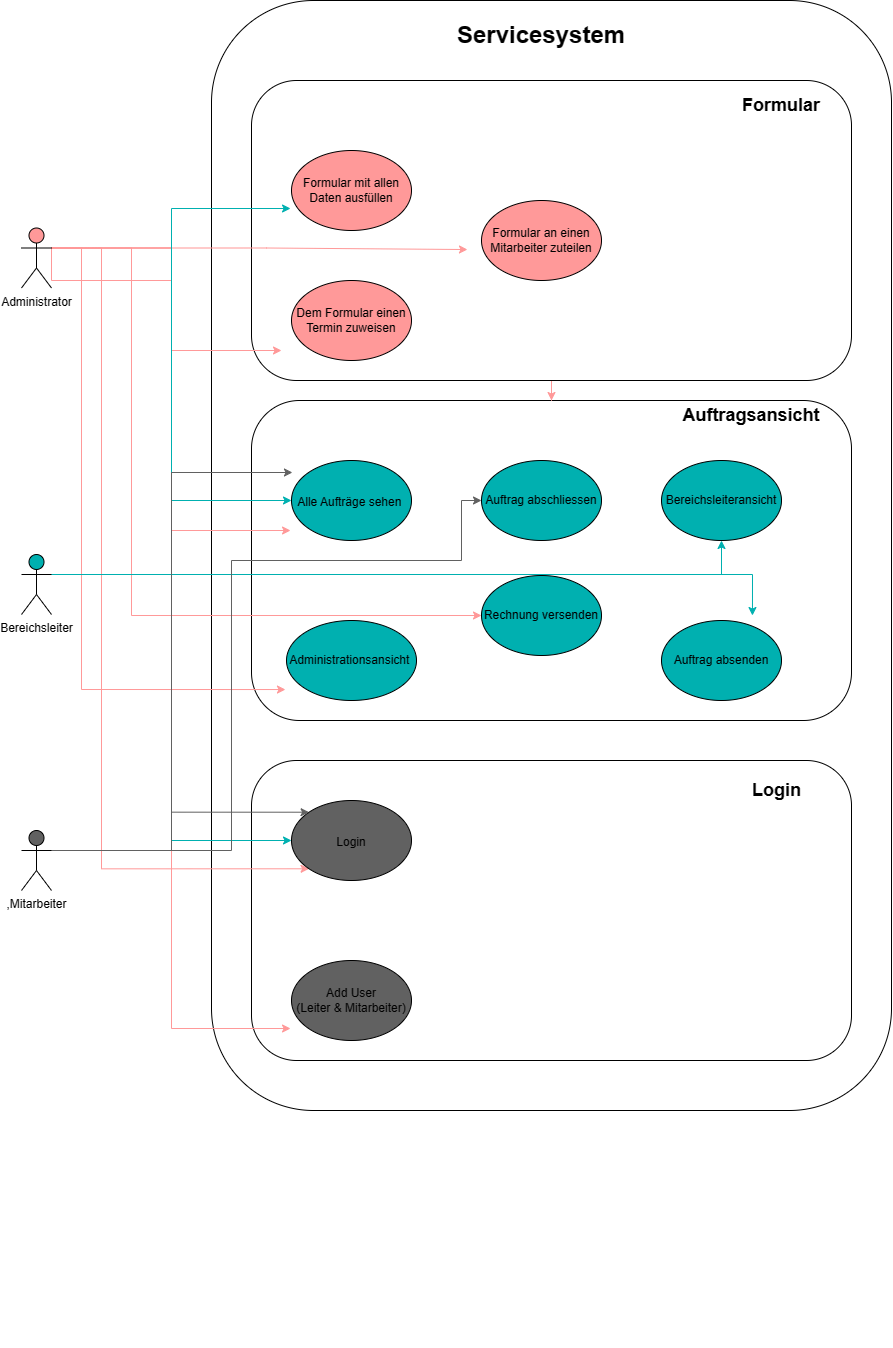 Servicesystem
Formular
Formular mit allen
Daten ausfüllen
Formular an einen
Mitarbeiter zuteilen
Administrator
Dem Formular einen
Termin zuweisen
Auftragsansicht
Alle Aufträge sehen
Auftrag abschliessen
Bereichsleiteransicht
Bereichsleiter
Rechnung versenden
Administrationsansicht
Auftrag absenden
Login
Login
,Mitarbeiter
Add User
(Leiter & Mitarbeiter)